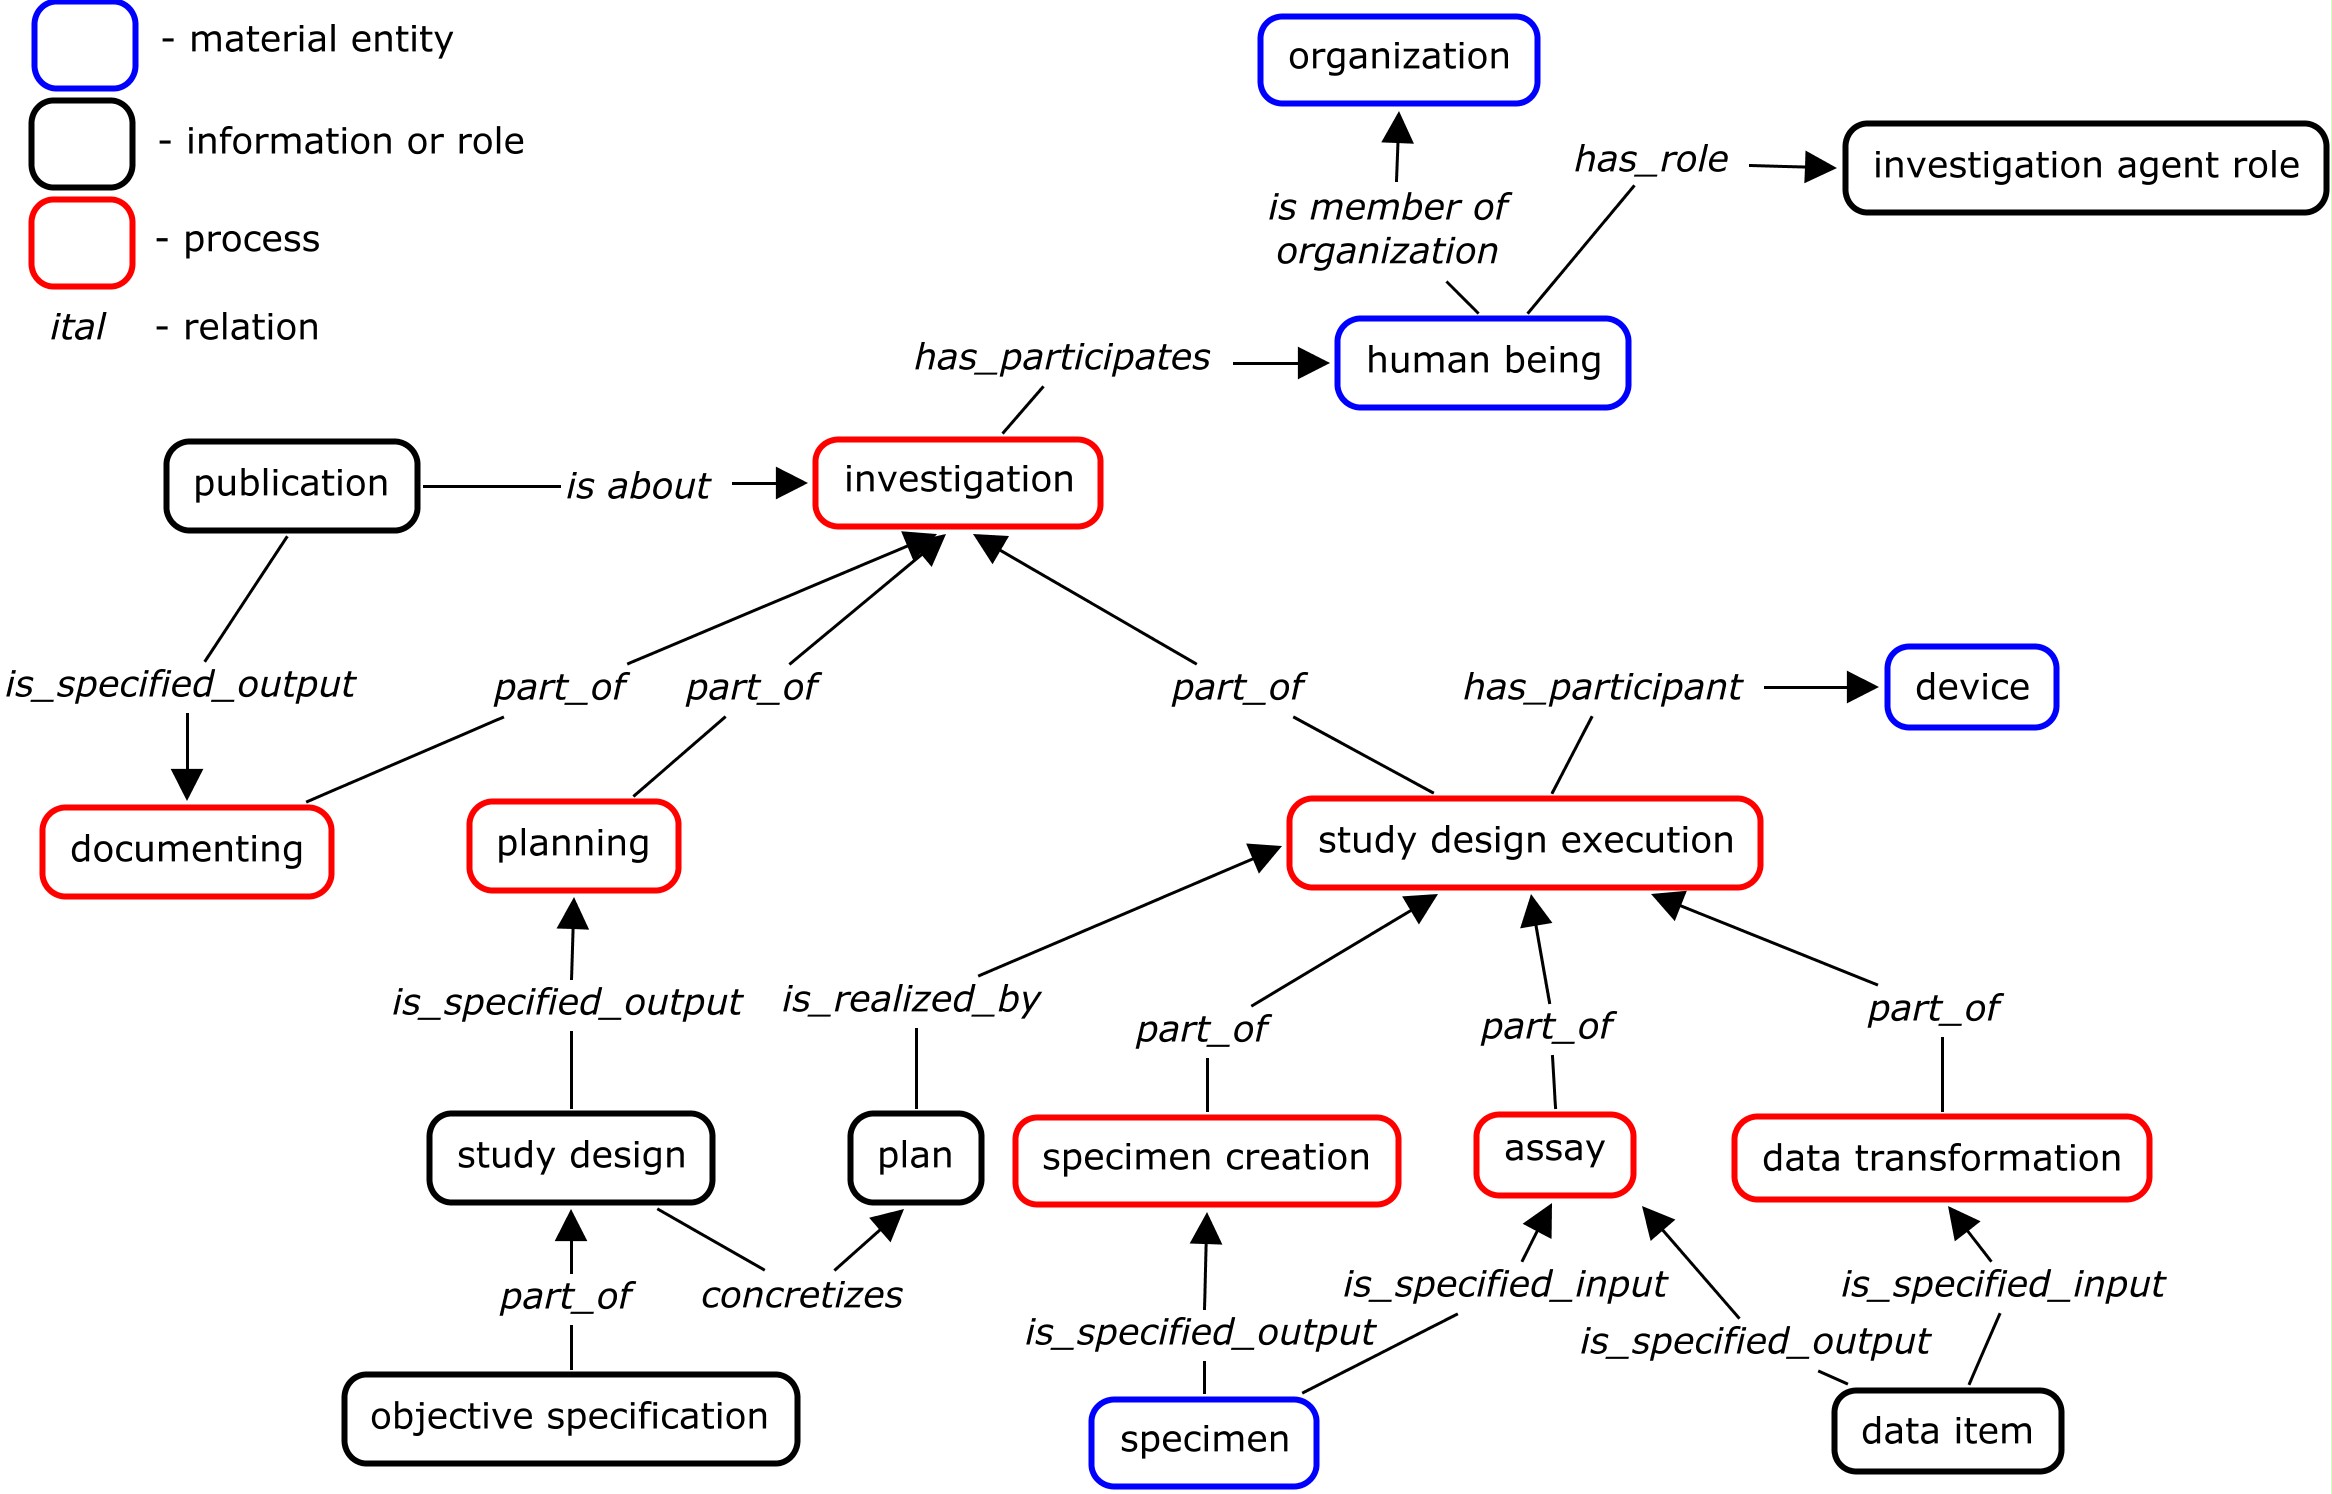 - material entity
- information or role
- process
ital - relation
organization
has_role
investigation agent role
is member of
organization
has_participates
human being
publication
is about
investigation
is_specified_output
part_of
part_of
part_of
has_participant
device
documenting
planning
study design execution
is_specified_output
is_realized_by
part_of
part_of
part_of
study design
plan
specimen creation
assay
data transformation
part_of
concretizes
is_specified_output
is_specified_input
is_specified_output
is_specified_input
objective specification
specimen
data item